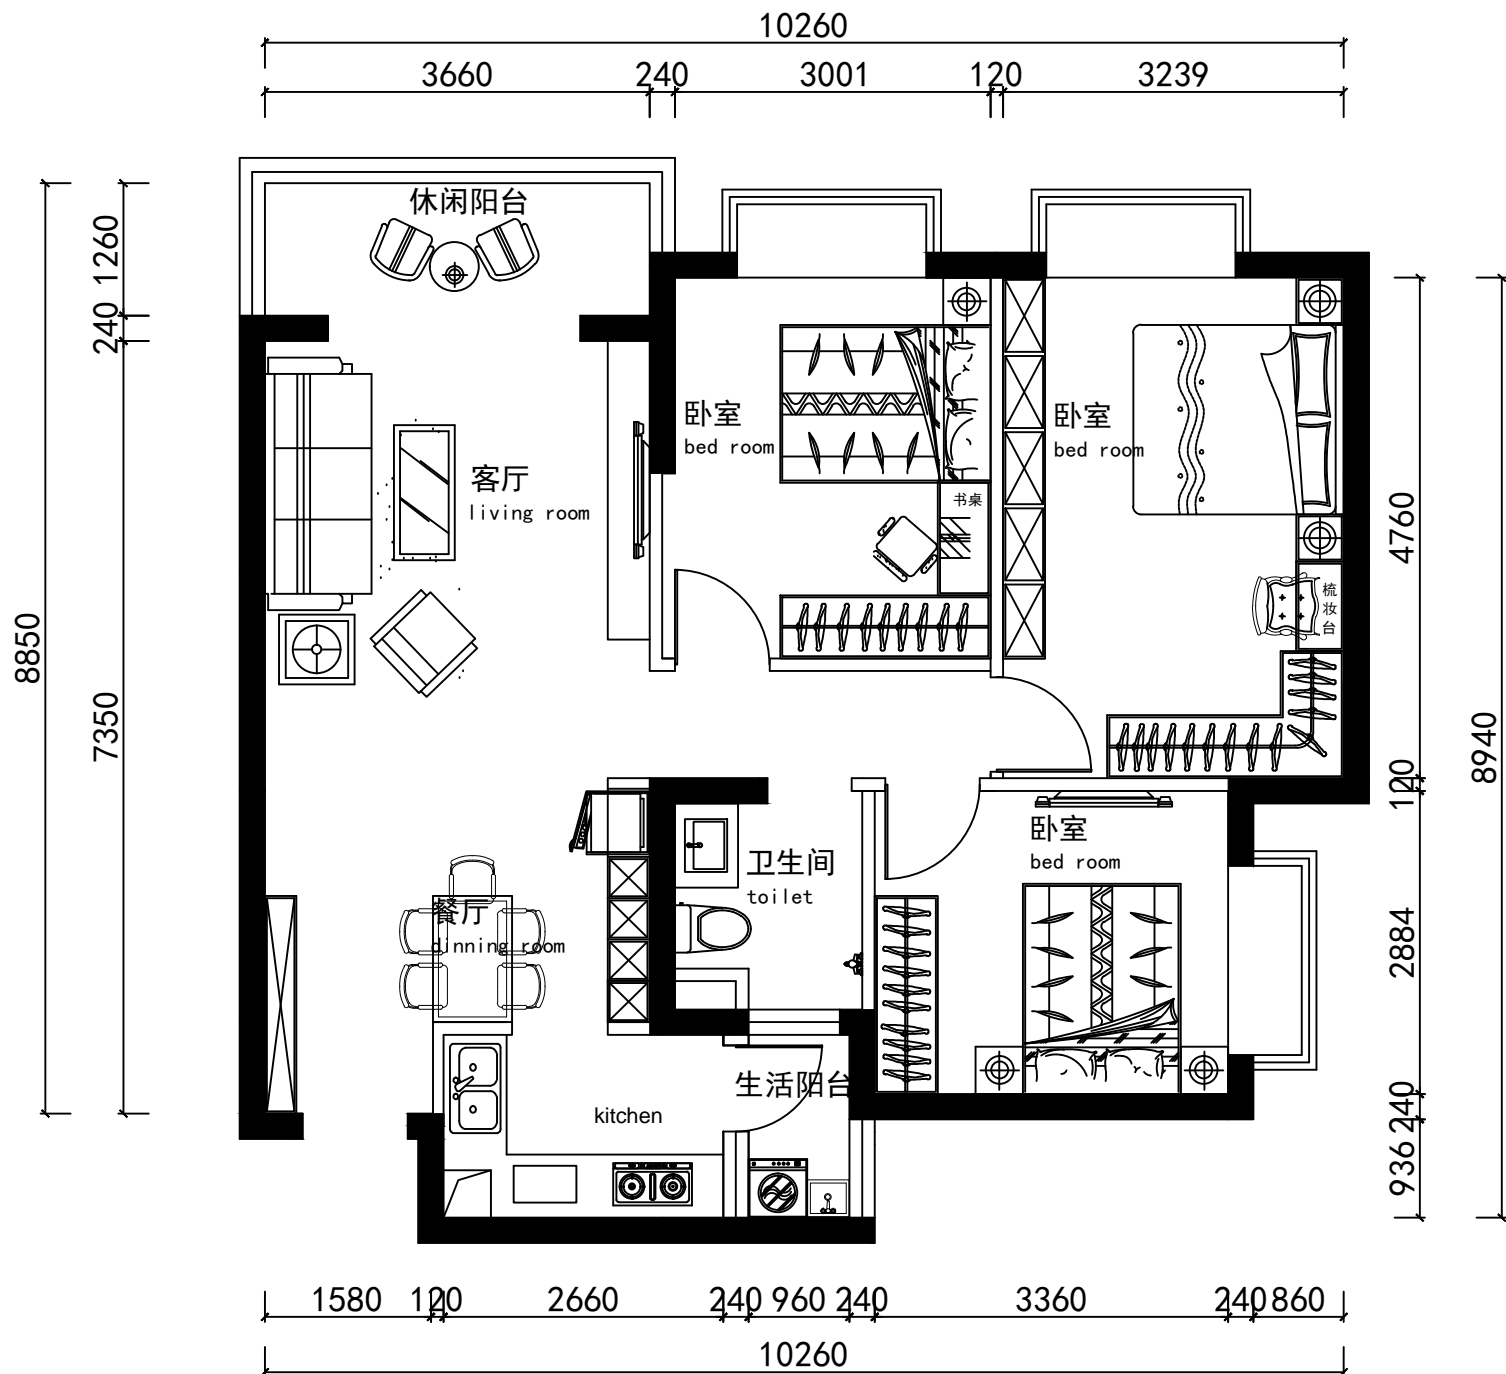 10260
3660
240
3001
120
3239
休闲阳台
1260
240
7350
8850
卧室
bed room
卧室
bed room
客厅
living room
书桌
梳
妆
台
4760
120
2884
240
936
8940
卧室
bed room
卫生间
toilet
餐厅
dinning room
生活阳台
kitchen
1580
120
2660
240
960
240
3360
240
860
10260